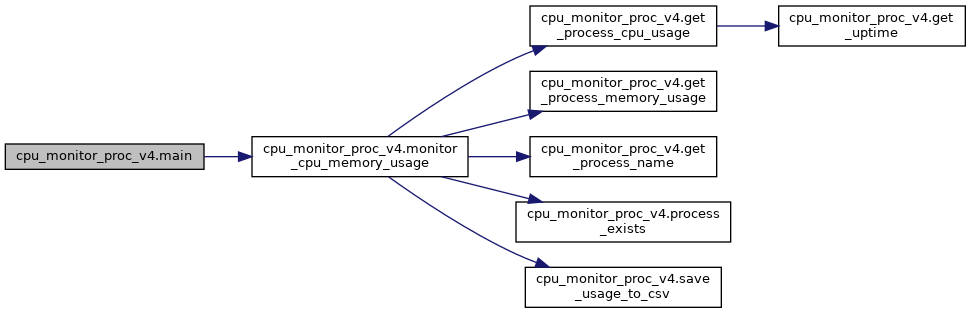 cpu_monitor_proc_v4.main
cpu_monitor_proc_v4.monitor
_cpu_memory_usage
cpu_monitor_proc_v4.get
_process_cpu_usage
cpu_monitor_proc_v4.get
_uptime
cpu_monitor_proc_v4.get
_process_memory_usage
cpu_monitor_proc_v4.get
_process_name
cpu_monitor_proc_v4.process
_exists
cpu_monitor_proc_v4.save
_usage_to_csv